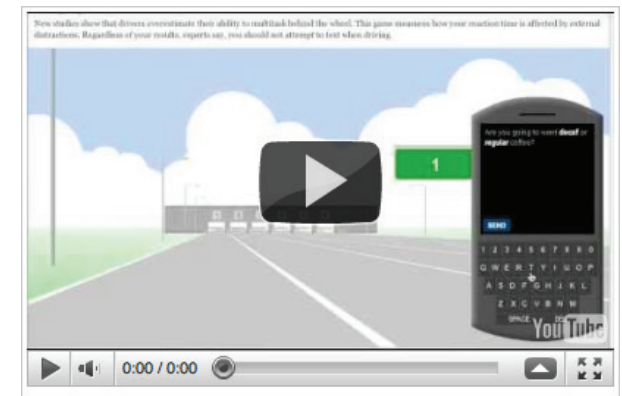 New studies show that drivers overestimate their ability to multitask behind the wheel. This game measures how your reaction time is affected by external
distractions. Regardless of your results, experts say, you should not attempt to text when driving.
Are you going to want decaf or
regular coffee?
1
SEND
1 2 3 4 5 6 7 8 9 0
Q W E R T Y I U O P
A S D F G H J K L
Z X C V B N M
SPACE
YouTube
0:00 / 0:00